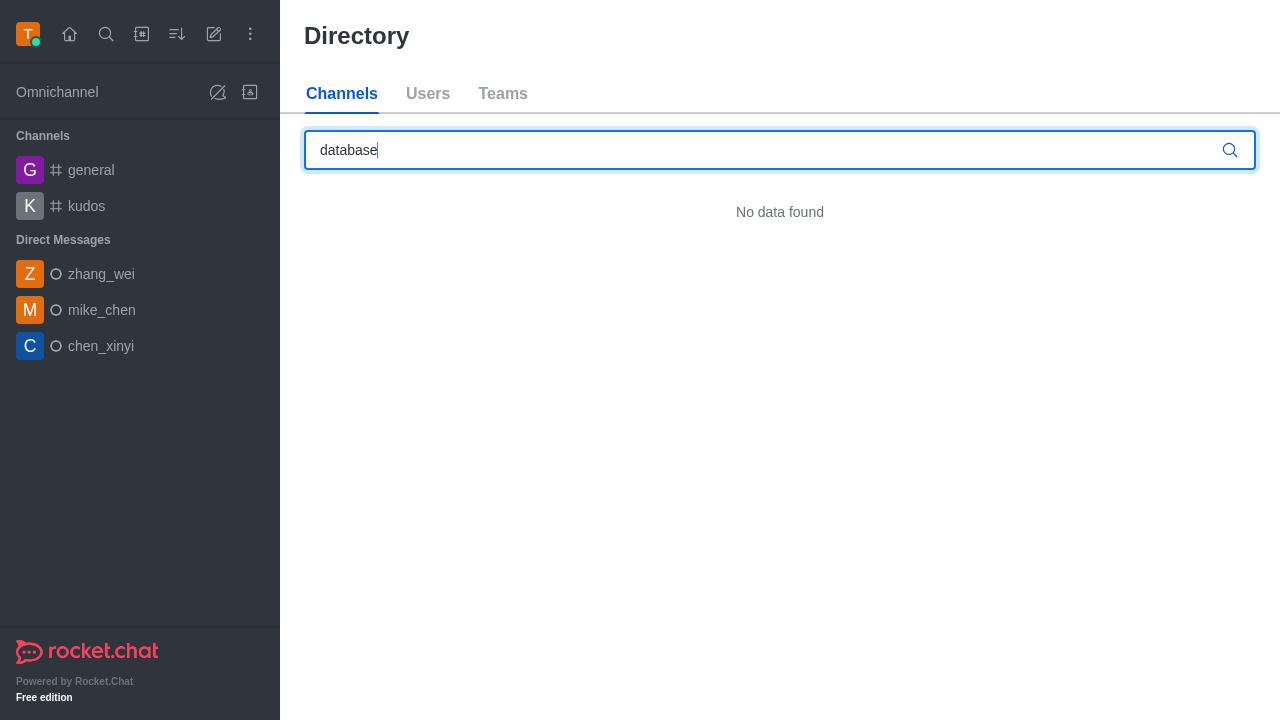 T
Directory
Omnichannel
Channels Users Teams
database
No data found
Channels
G general
K kudos
Direct Messages
Z zhang_wei
M mike_chen
C chen_xinyi
rocket.chat
Powered by Rocket.Chat
Free edition